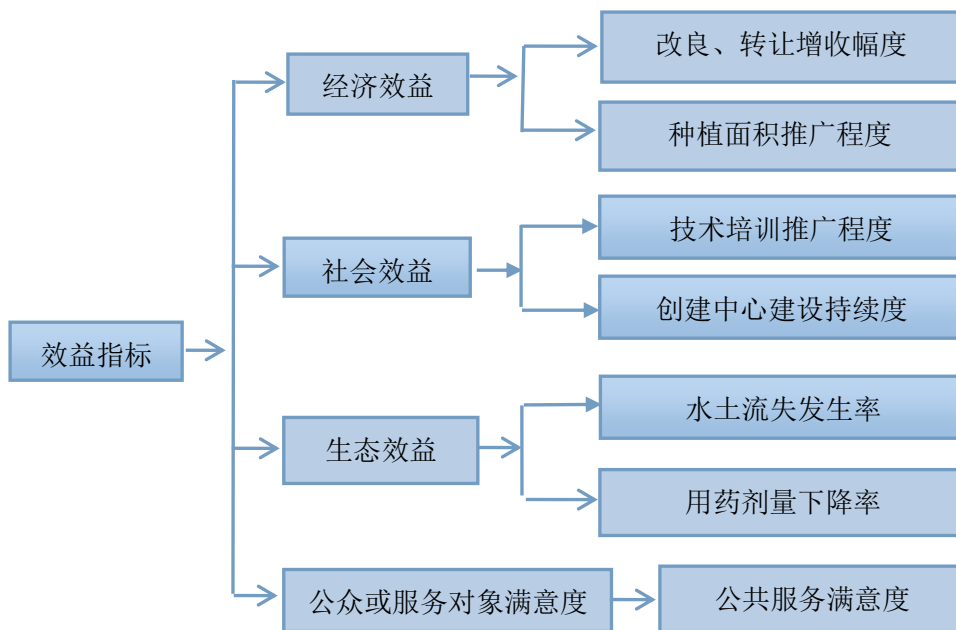 效益指标
经济效益
改良、转让增收幅度
种植面积推广程度
社会效益
技术培训推广程度
创建中心建设持续度
生态效益
水土流失发生率
用药剂量下降率
公众或服务对象满意度
公共服务满意度